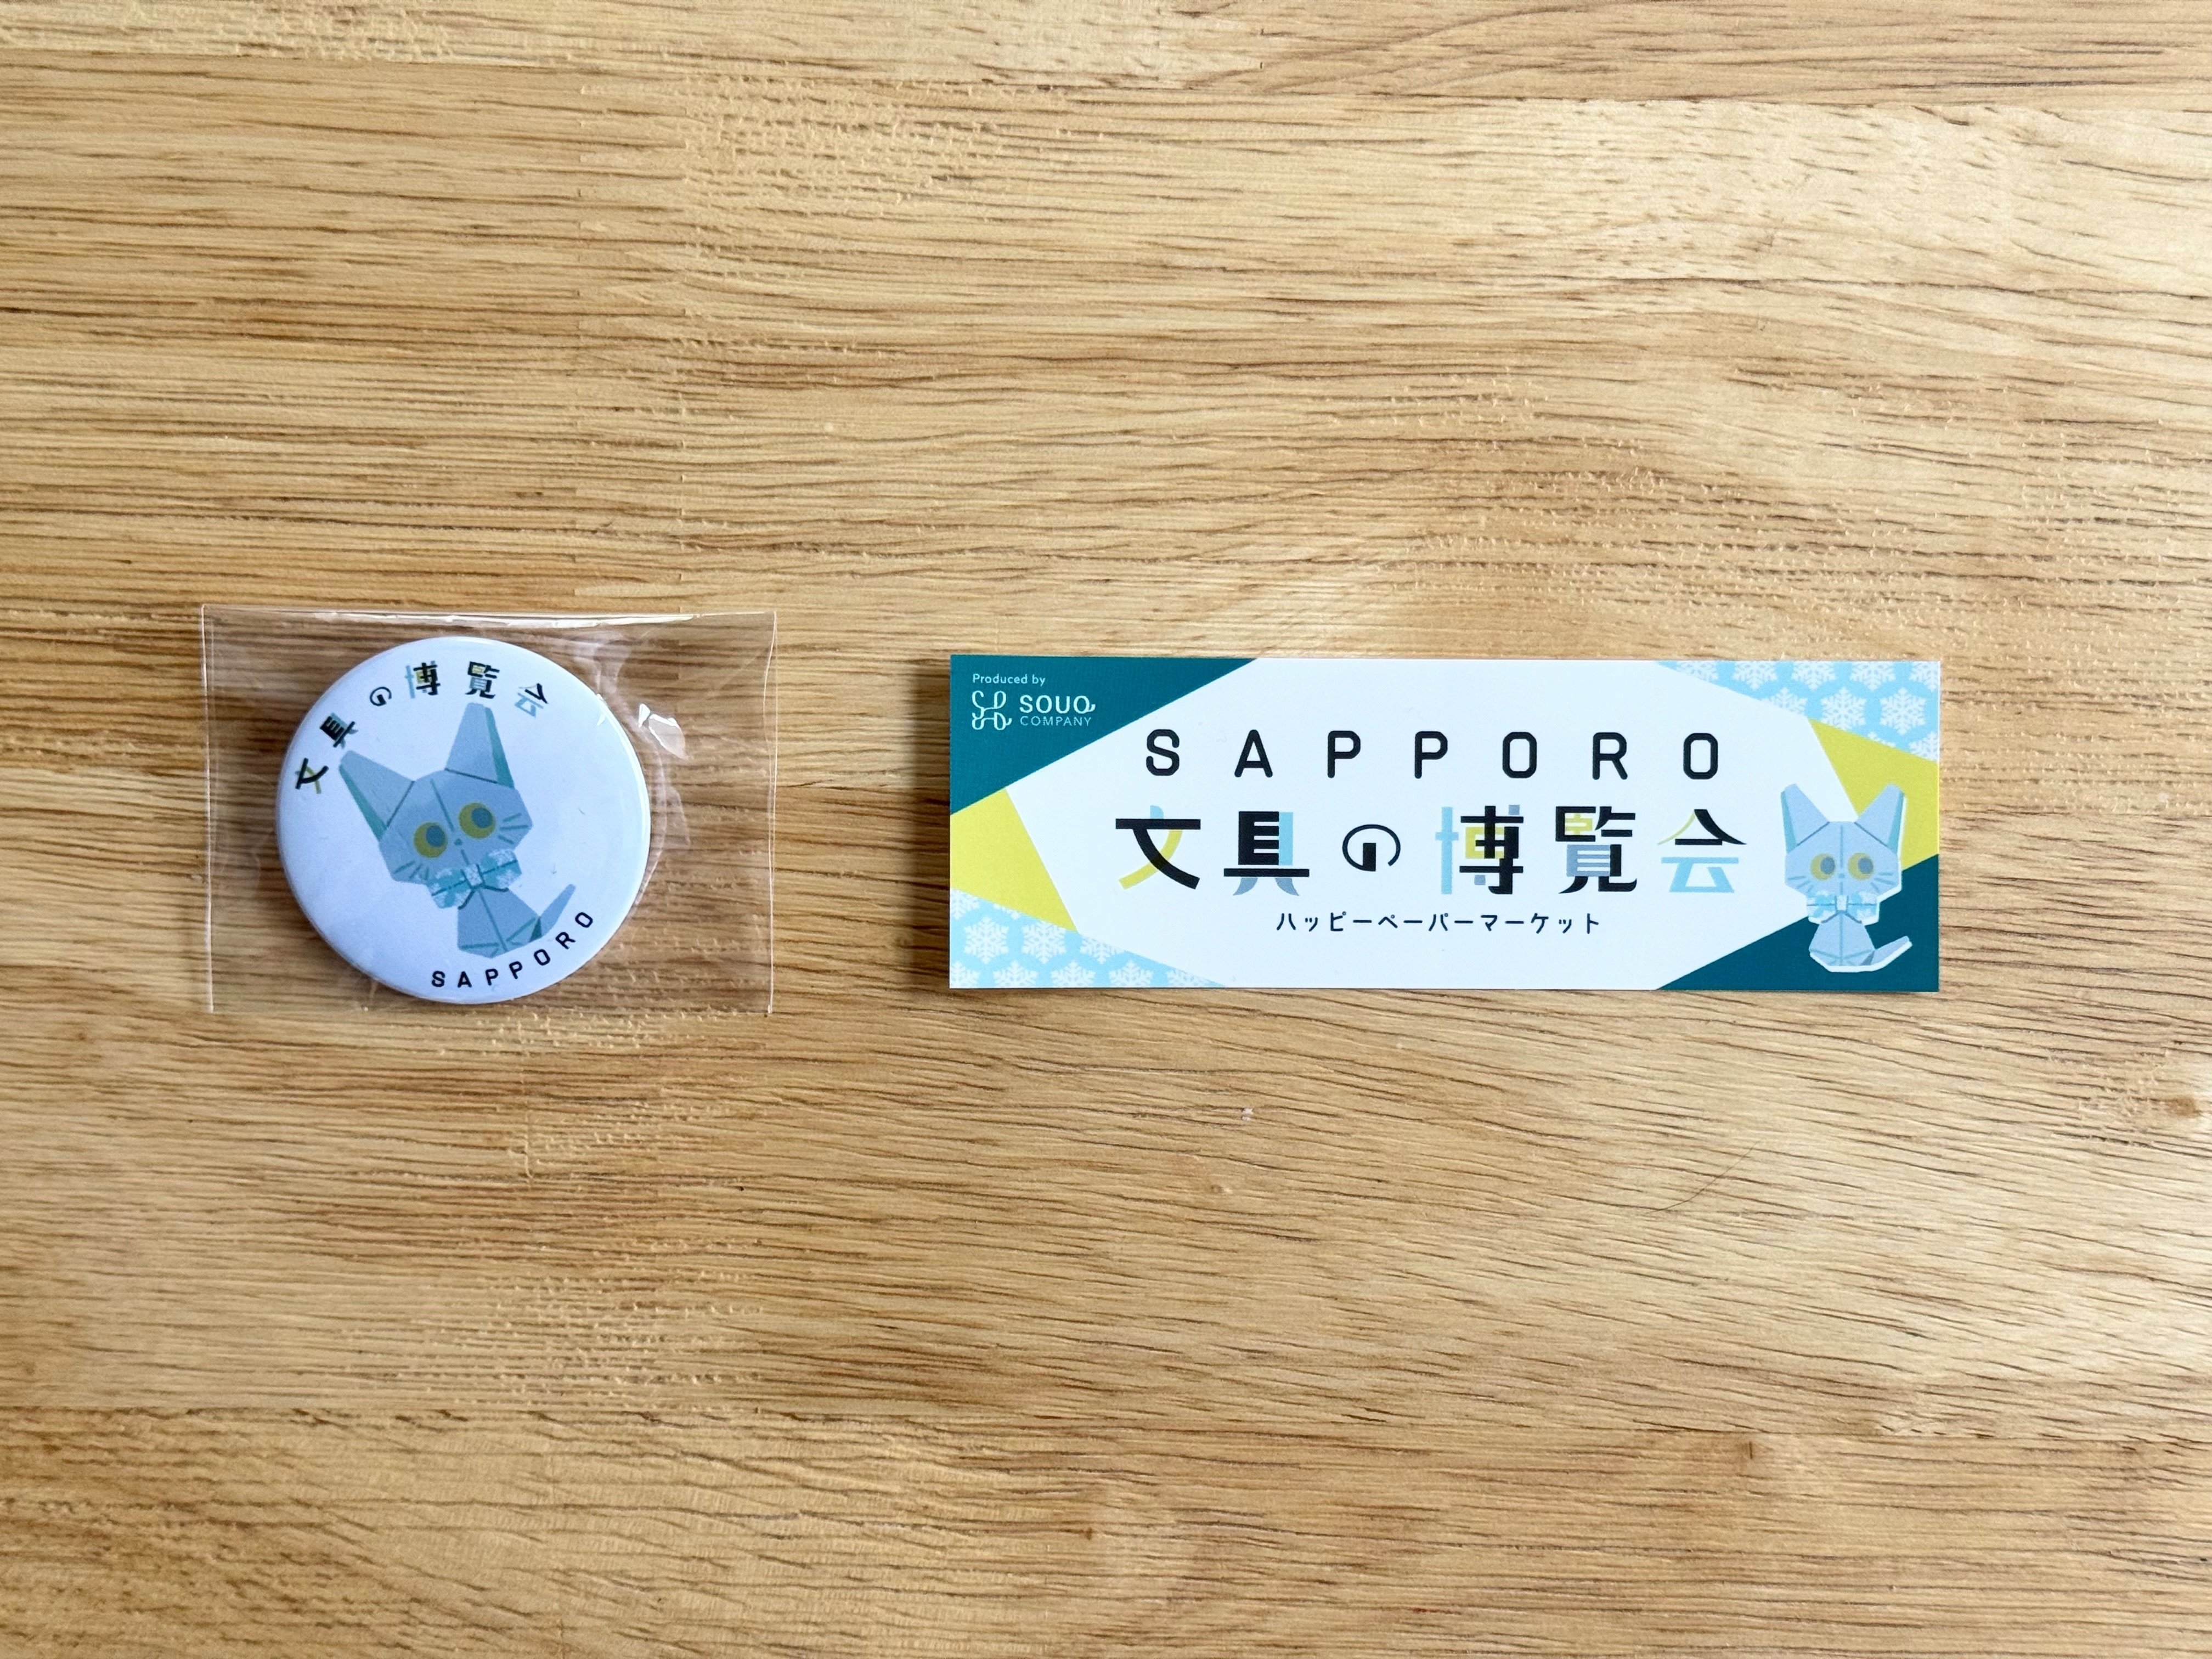 文具の博覧会
SAPPORO
Produced by
SOUQ
COMPANY
SAPPORO
文具の博覧会
ハッピーペーパーマーケット